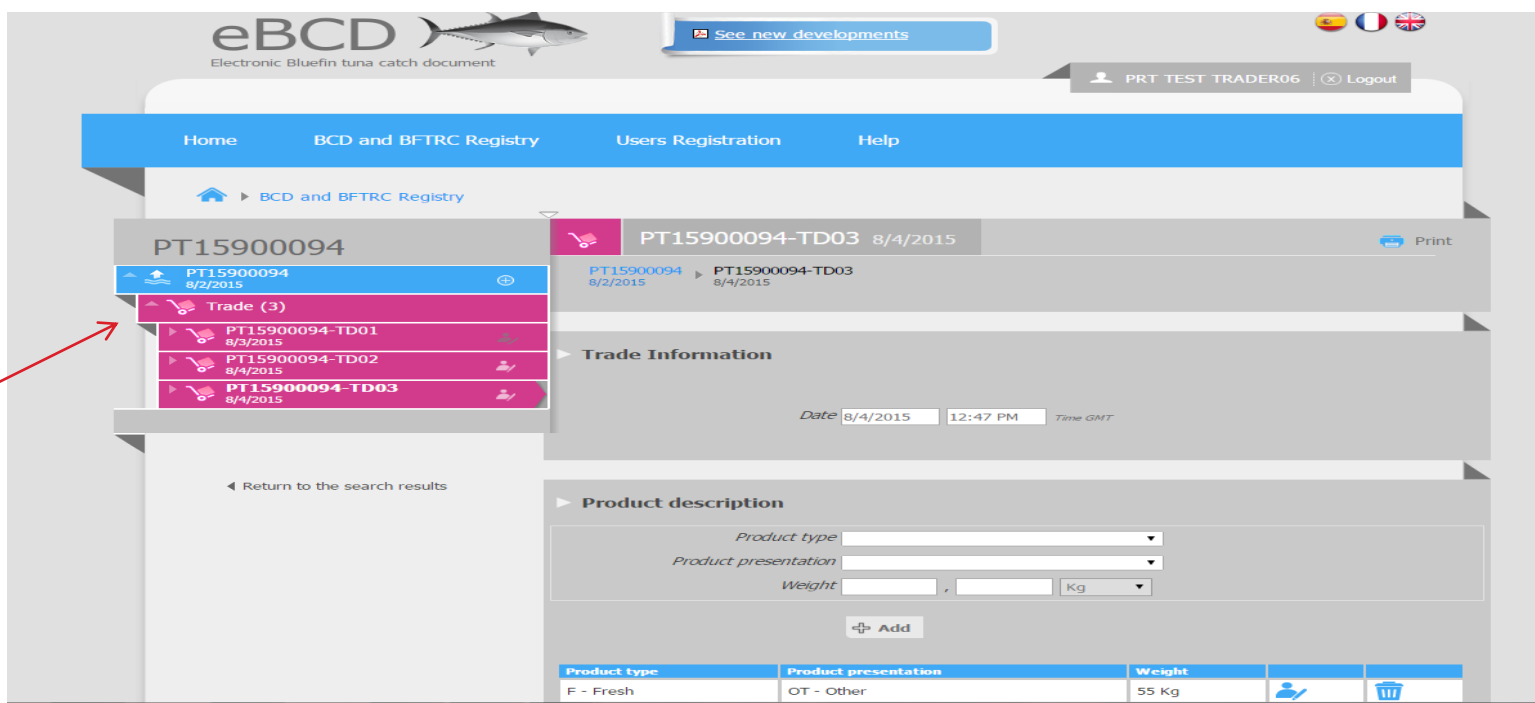 eBCD
Electronic Bluefin tuna catch document
See new developments
PRT TEST TRADER06 Logout
Home BCD and BFTRC Registry Users Registration Help
BCD and BFTRC Registry
PT15900094
PT15900094
8/2/2015
Trade (3)
PT15900094-TD01
8/3/2015
PT15900094-TD02
8/4/2015
PT15900094-TD03
8/4/2015
Return to the search results
PT15900094-TD03 8/4/2015
Print
PT15900094 PT15900094-TD03
8/2/2015 8/4/2015
Trade Information
Date 8/4/2015 12:47 PM Time GMT
Product description
Product type
Product presentation
Weight , Kg
Add
Product type Product presentation Weight
F - Fresh OT - Other 55 Kg